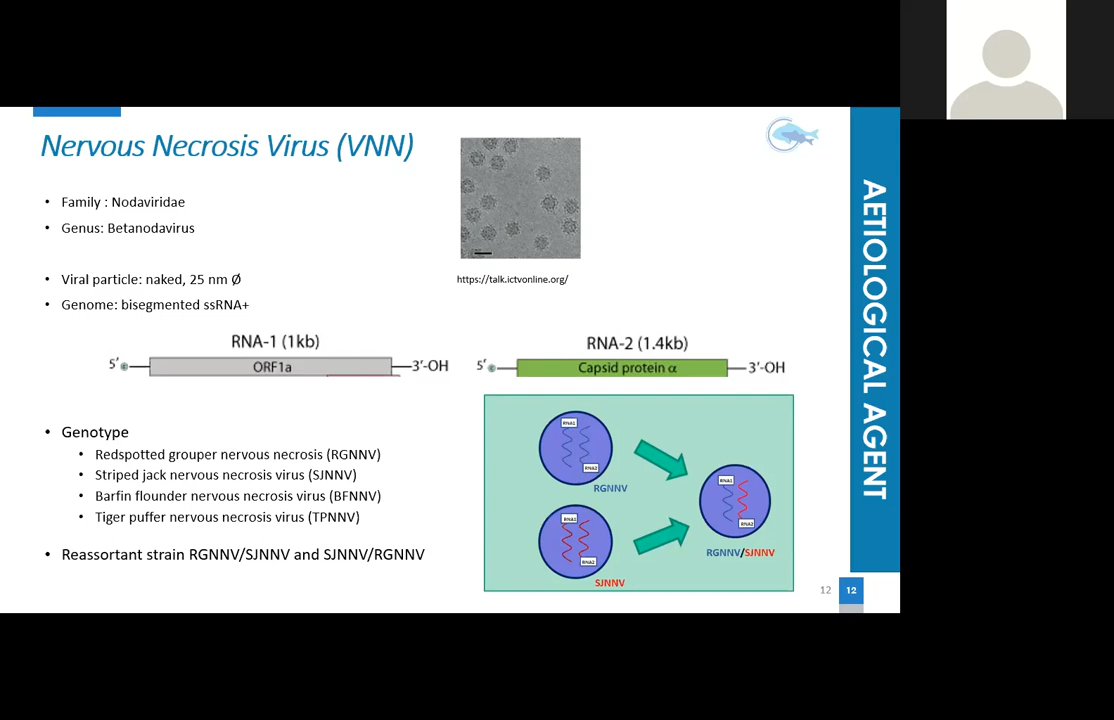 Nervous Necrosis Virus (VNN)
• Family : Nodaviridae
• Genus: Betanodavirus
• Viral particle: naked, 25 nm Ø
• Genome: bisegmented ssRNA+
https://talk.ictvonline.org/
RNA-1 (1kb)
5' ORF1a 3'-OH
RNA-2 (1.4kb)
5' Capsid protein α 3'-OH
• Genotype
• Redspotted grouper nervous necrosis (RGNNV)
• Striped jack nervous necrosis virus (SJNNV)
• Barfin flounder nervous necrosis virus (BFNNV)
• Tiger puffer nervous necrosis virus (TPNNV)
• Reassortant strain RGNNV/SJNNV and SJNNV/RGNNV
RNA1
RNA2
RGNNV
RNA1
RNA2
SJNNV
RNA1
RNA2
RGNNV/SJNNV
AETIOLOGICAL AGENT
12
12